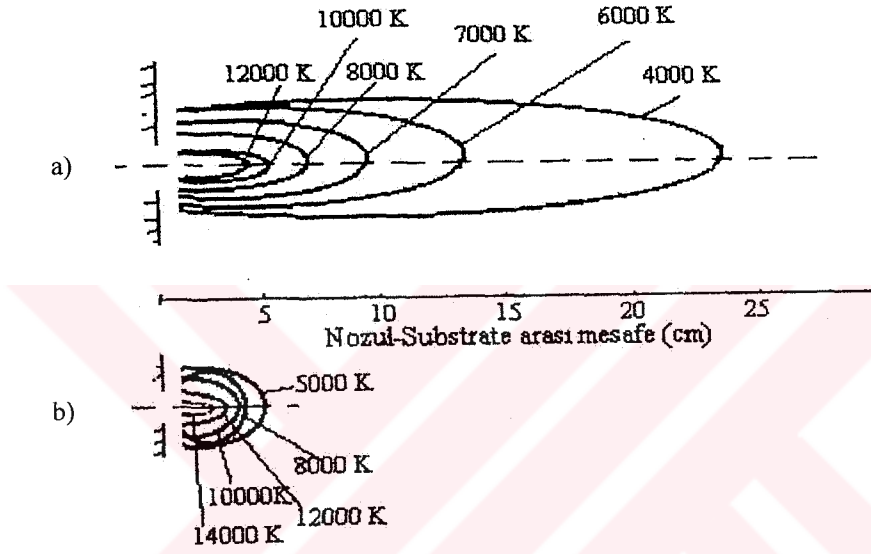 6000 K
10000 K
7000 K
12000 K 8000 K
4000 K
a)
5 10 15 20 25
Nozul-Substrate arası mesafe (cm)
5000 K
b)
8000 K
10000K
12000 K
14000 K